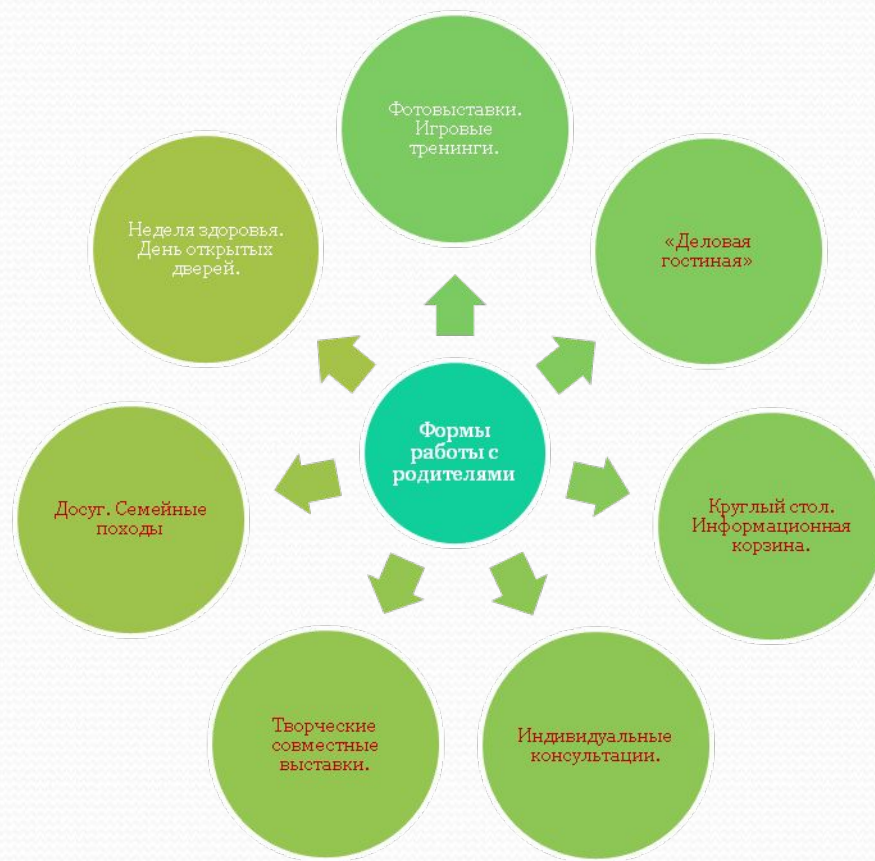 Фотовыставки.
Игровые
тренинги.
Неделя здоровья.
День открытых
дверей.
«Деловая
гостиная»
Формы
работы с
родителями
Досуг. Семейные
походы
Круглый стол.
Информационная
корзина.
Творческие
совместные
выставки.
Индивидуальные
консультации.